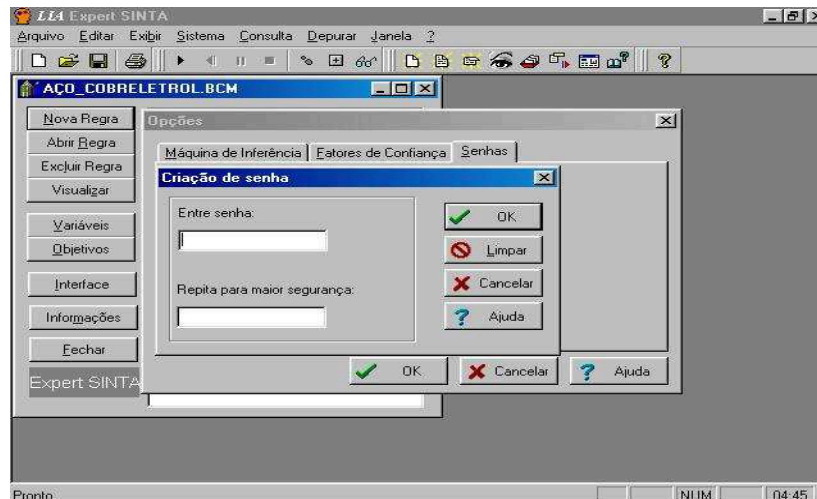 LIA Expert SINTA
Arquivo Editar Exibir Sistema Consulta Depurar Janela ?
AÇO_COBRELETROL.BCM
Nova Regra
Abrir Regra
Excluir Regra
Visualizar
Variáveis
Objetivos
Interface
Informações
Fechar
Expert SINTA
Opções
Máquina de Inferência Fatores de Confiança Senhas
Criação de senha
Entre senha:
Repita para maior segurança:
OK
Limpar
Cancelar
Ajuda
OK Cancelar Ajuda
Pronto NUM 04:45